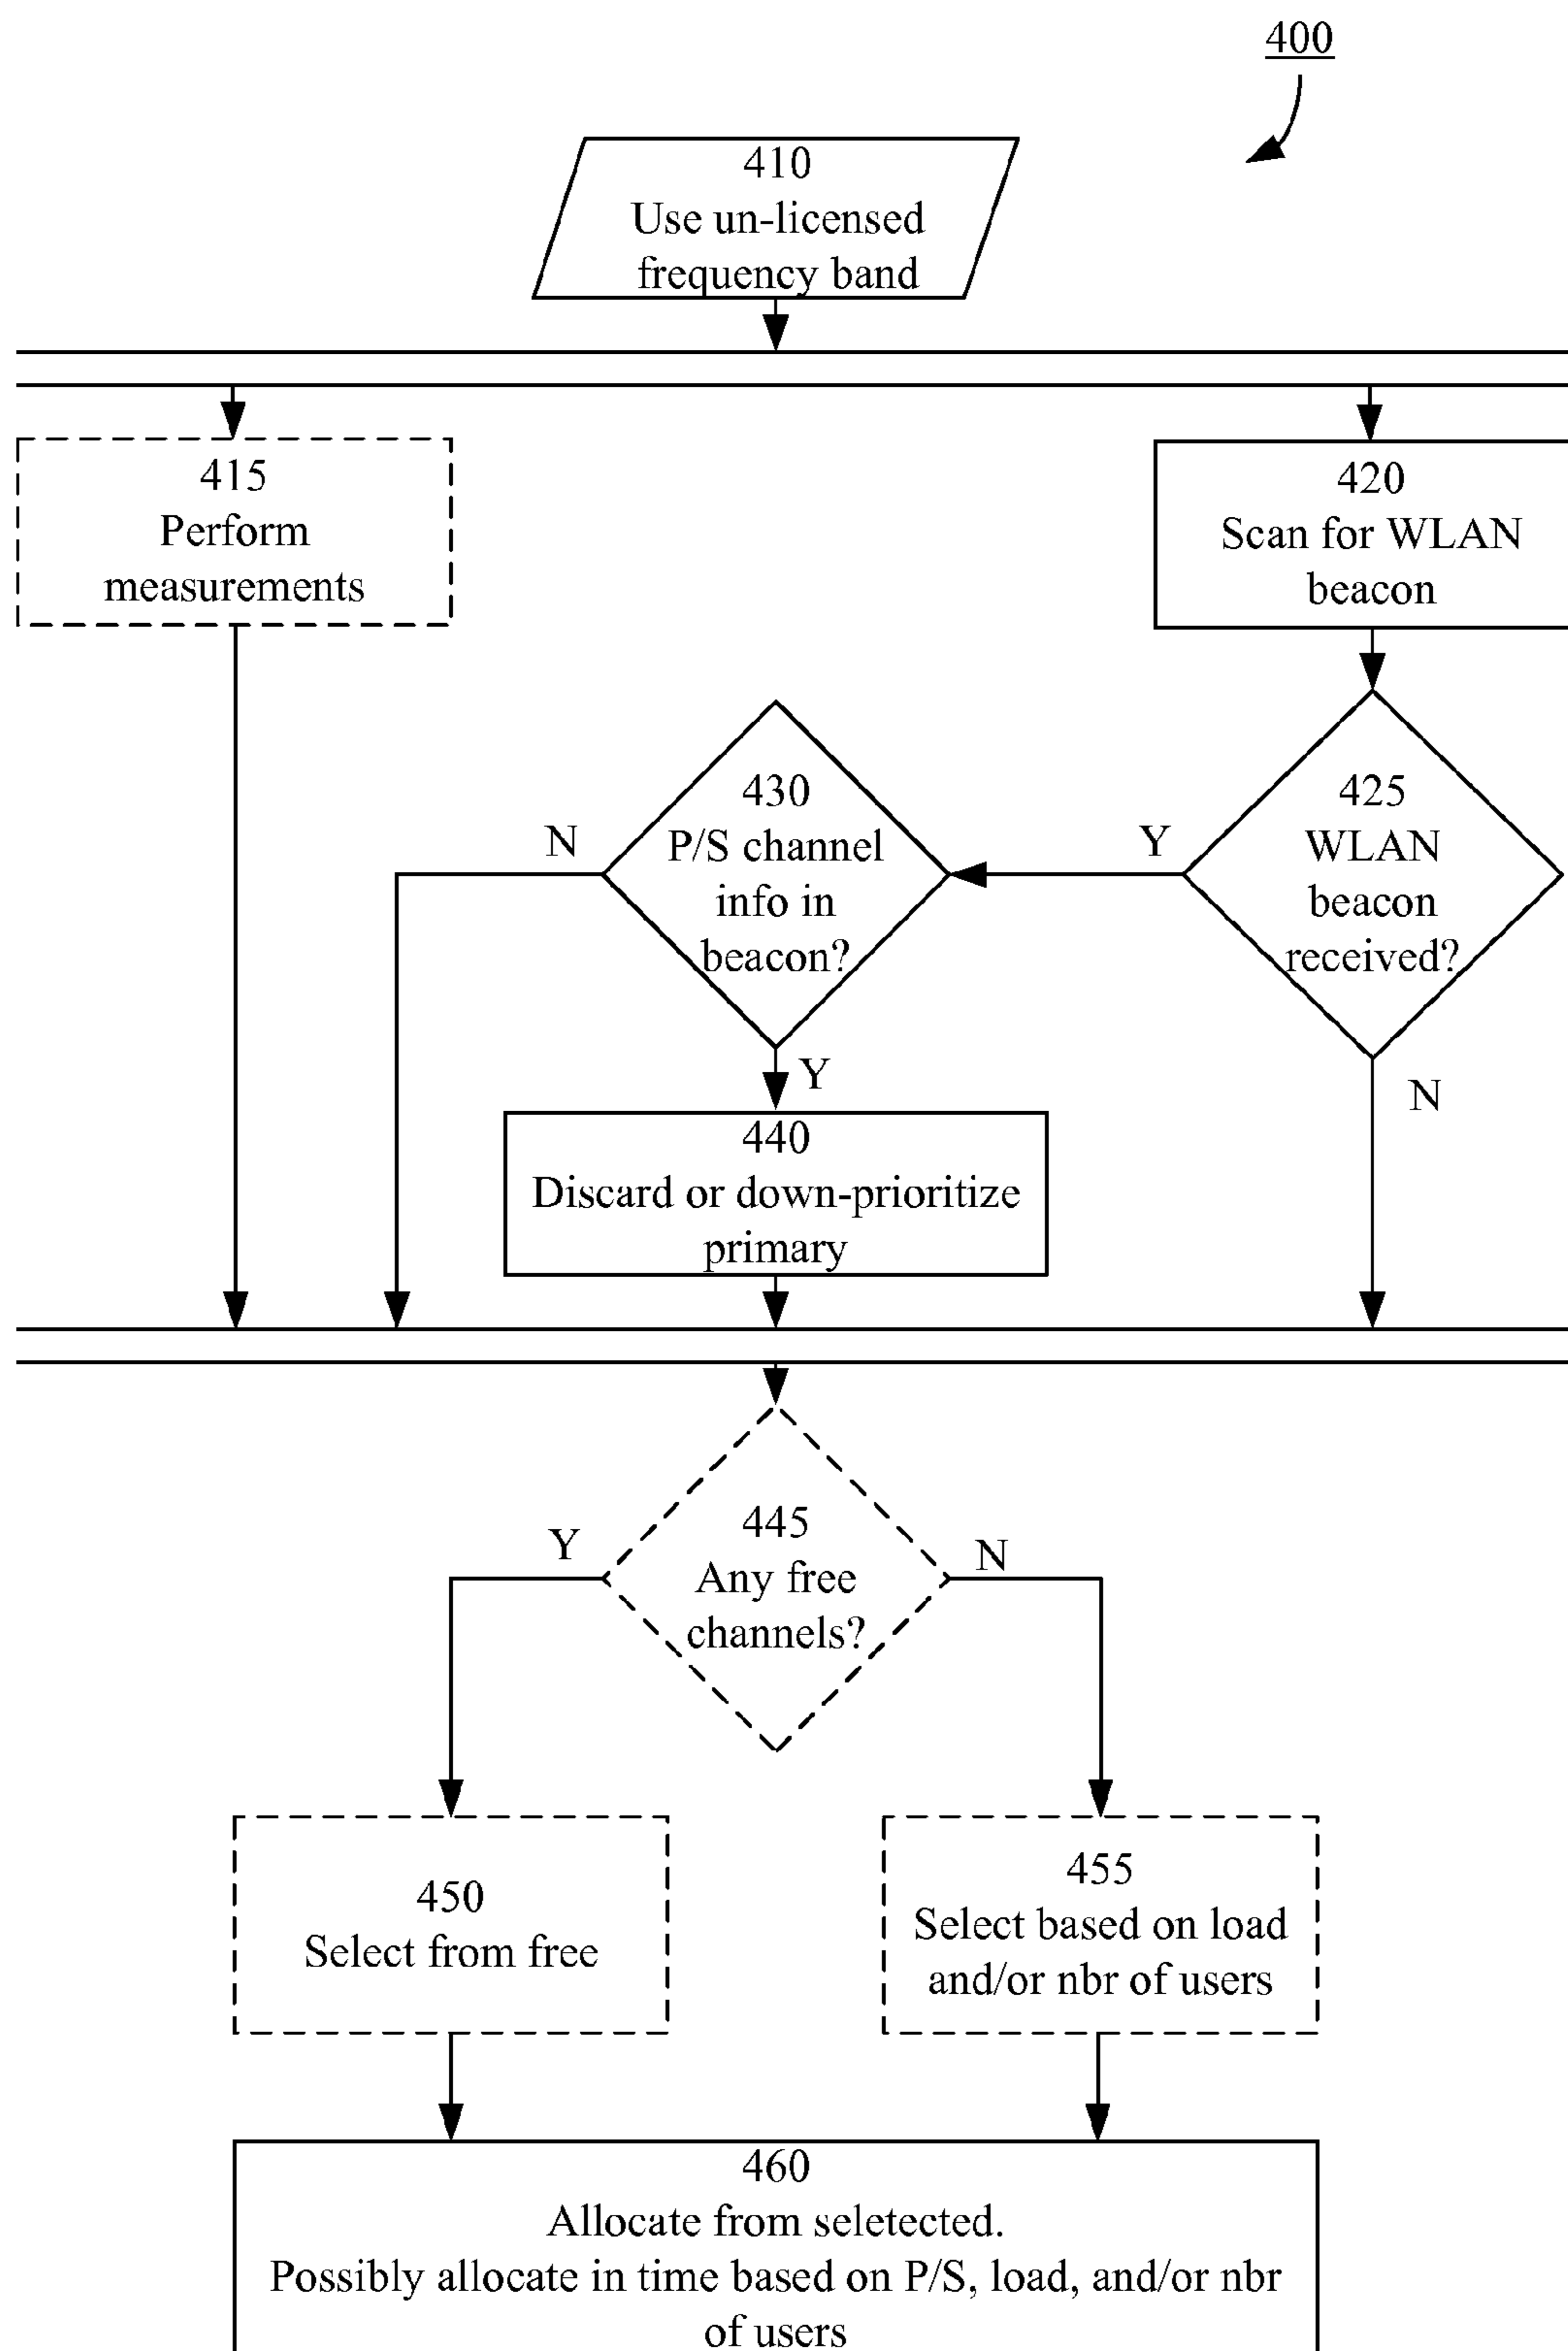 400
410
Use un-licensed
frequency band
415
Perform
measurements
420
Scan for WLAN
beacon
425
WLAN
beacon
received?
Y
N
430
P/S channel
info in
beacon?
N
Y
440
Discard or down-prioritize
primary
445
Any free
channels?
Y
N
450
Select from free
455
Select based on load
and/or nbr of users
460
Allocate from seletected.
Possibly allocate in time based on P/S, load, and/or nbr
of users